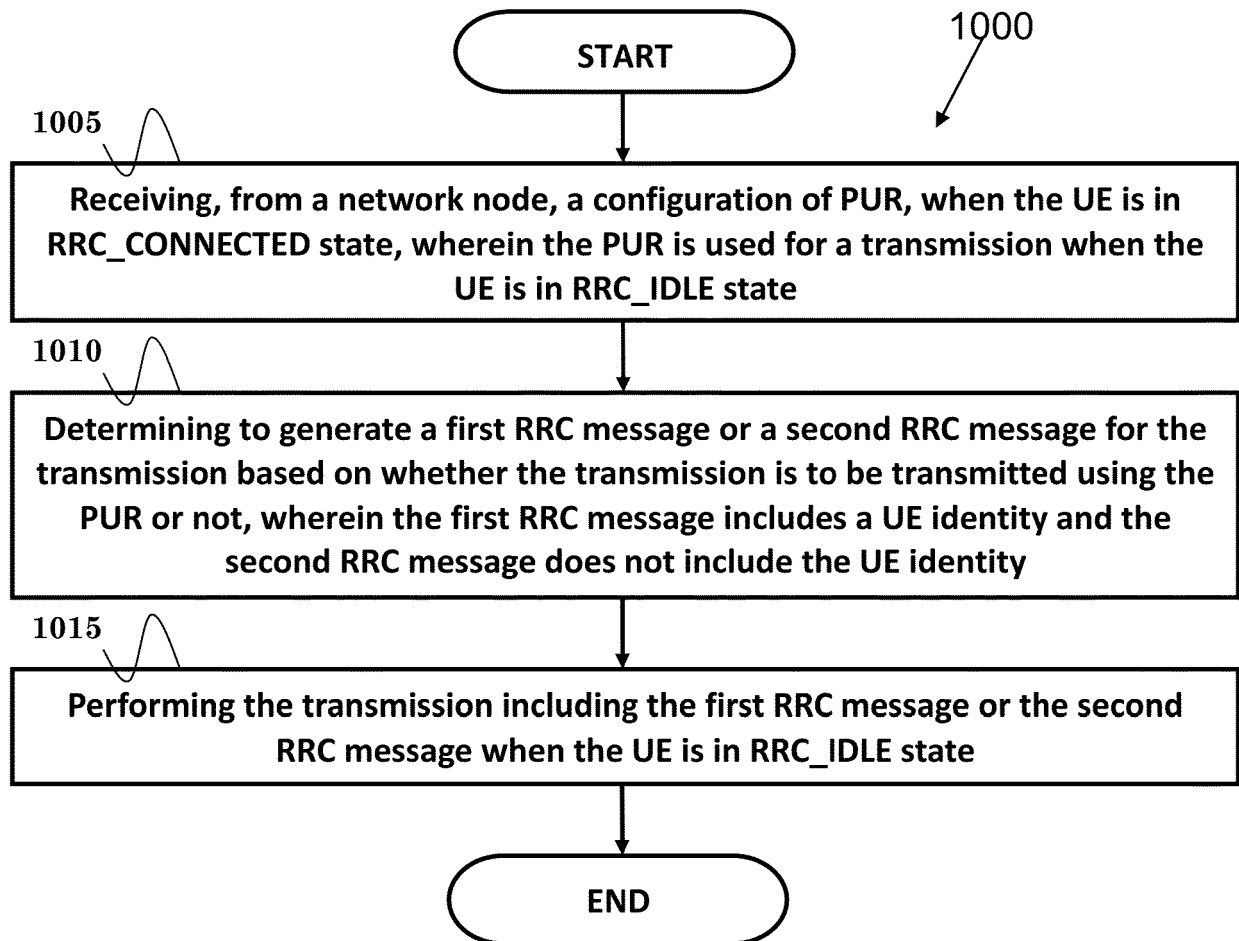 START
1000
1005
Receiving, from a network node, a configuration of PUR, when the UE is in
RRC_CONNECTED state, wherein the PUR is used for a transmission when the
UE is in RRC_IDLE state
1010
Determining to generate a first RRC message or a second RRC message for the
transmission based on whether the transmission is to be transmitted using the
PUR or not, wherein the first RRC message includes a UE identity and the
second RRC message does not include the UE identity
1015
Performing the transmission including the first RRC message or the second
RRC message when the UE is in RRC_IDLE state
END